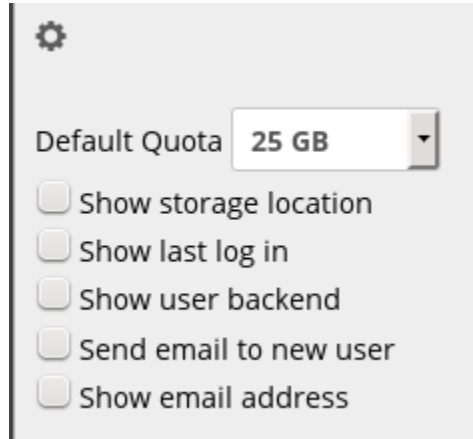 Default Quota 25 GB
Show storage location
Show last log in
Show user backend
Send email to new user
Show email address